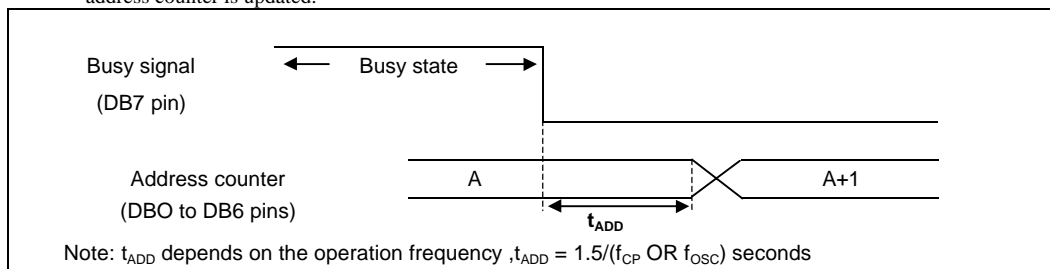 address counter is updated.
Busy signal
(DB7 pin)
Busy state
Address counter
(DBO to DB6 pins)
A
A+1
tADD
Note: tADD depends on the operation frequency ,tADD = 1.5/(fCP OR fOSC) seconds